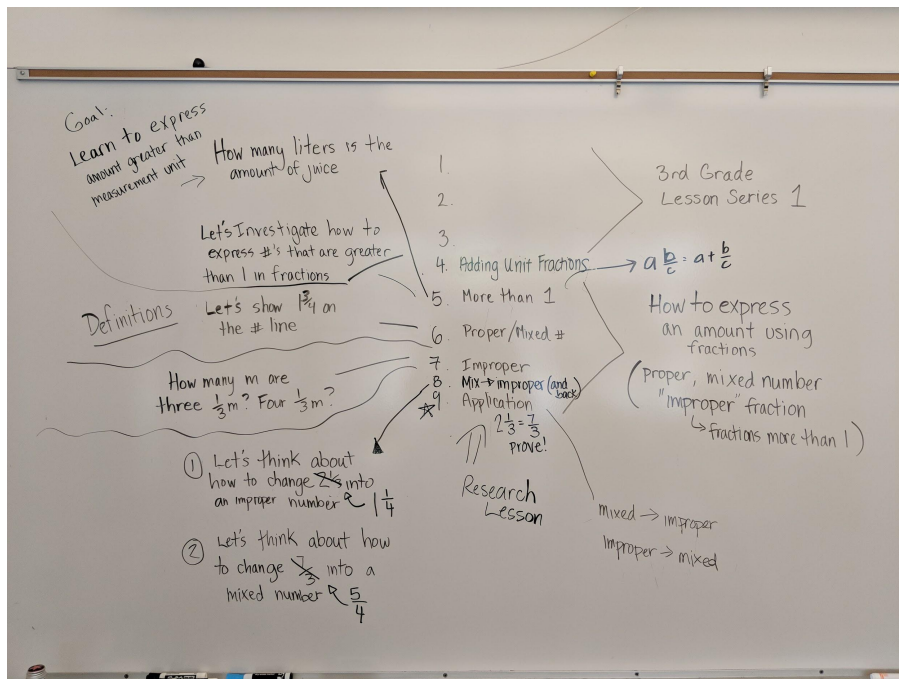 Goal:
Learn to express
amount greater than
measurement unit
→ How many liters is the
amount of juice
Let's Investigate how to
express #'s that are greater
than 1 in fractions
Let's show 1 3/4 on
the # line
Definitions
How many m are
three 1/3 m? Four 1/3 m?
① Let's think about
how to change 2 1/3 into
an improper number 1 1/4
② Let's think about how
to change 7/3 into a
mixed number 5/4
1.
2.
3.
4. Adding Unit Fractions → a b/c = a + b/c
5. More than 1
6. Proper/Mixed #
7. Improper
8. Mix → improper (and back)
☆ 9. Application
2 1/3 = 7/3
prove!
Research
Lesson
3rd Grade
Lesson Series 1
How to express
an amount using
fractions
(proper, mixed number
"improper" fraction
↳ fractions more than 1)
mixed → improper
improper → mixed